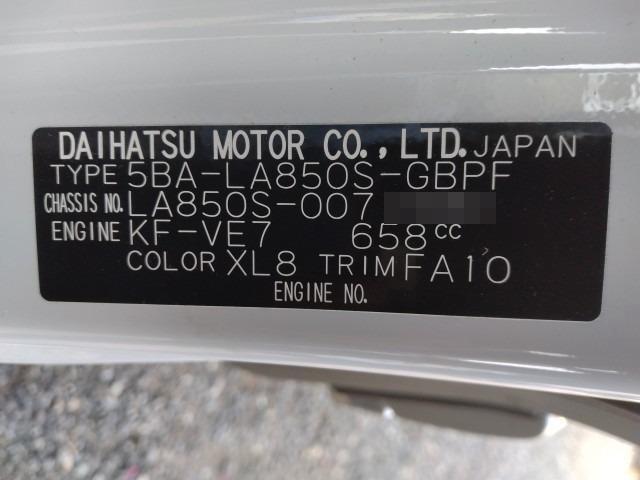 DAIHATSU MOTOR CO., LTD. JAPAN
TYPE 5BA-LA850S-GBPF
CHASSIS NO. LA850S-007
ENGINE KF-VE7 658cc
COLOR XL8 TRIM FA10
ENGINE NO.